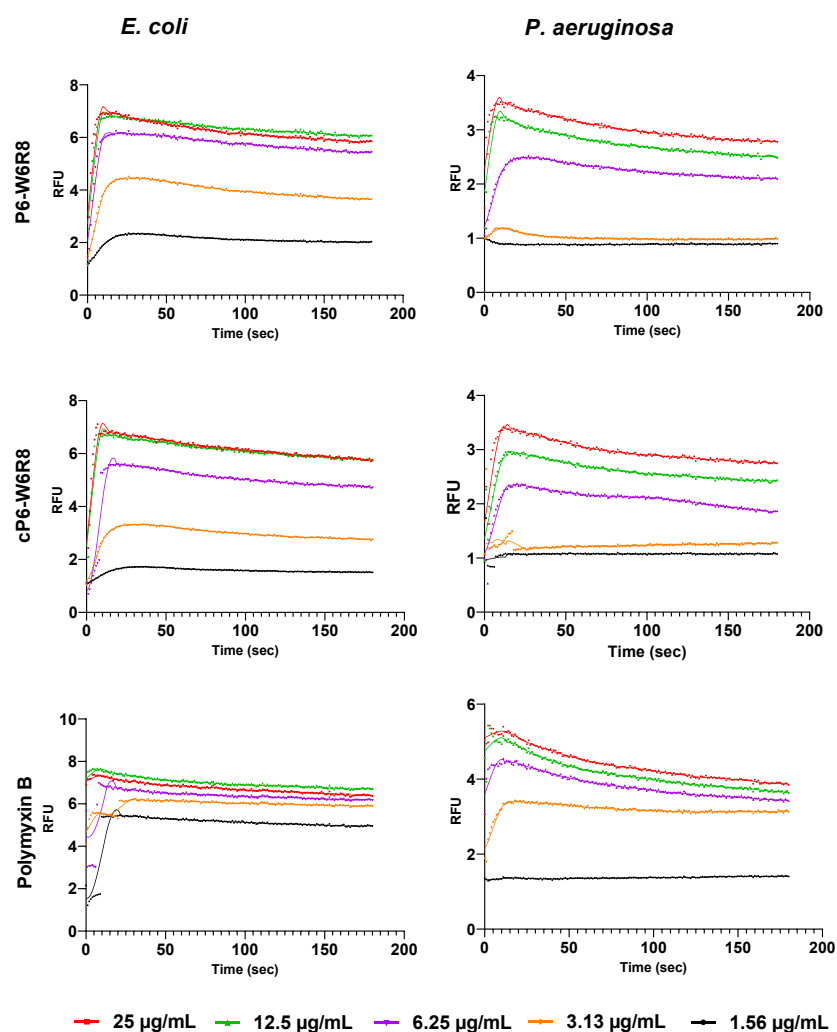 E. coli
P. aeruginosa
P6-W6R8
RFU
8
6
4
2
0
0 50 100 150 200
Time (sec)
RFU
4
3
2
1
0
0 50 100 150 200
Time (sec)
cP6-W6R8
RFU
8
6
4
2
0
0 50 100 150 200
Time (sec)
RFU
4
3
2
1
0
0 50 100 150 200
Time (sec)
Polymyxin B
RFU
10
8
6
4
2
0
0 50 100 150 200
Time (sec)
RFU
6
4
2
0
0 50 100 150 200
Time (sec)
25 µg/mL 12.5 µg/mL 6.25 µg/mL 3.13 µg/mL 1.56 µg/mL